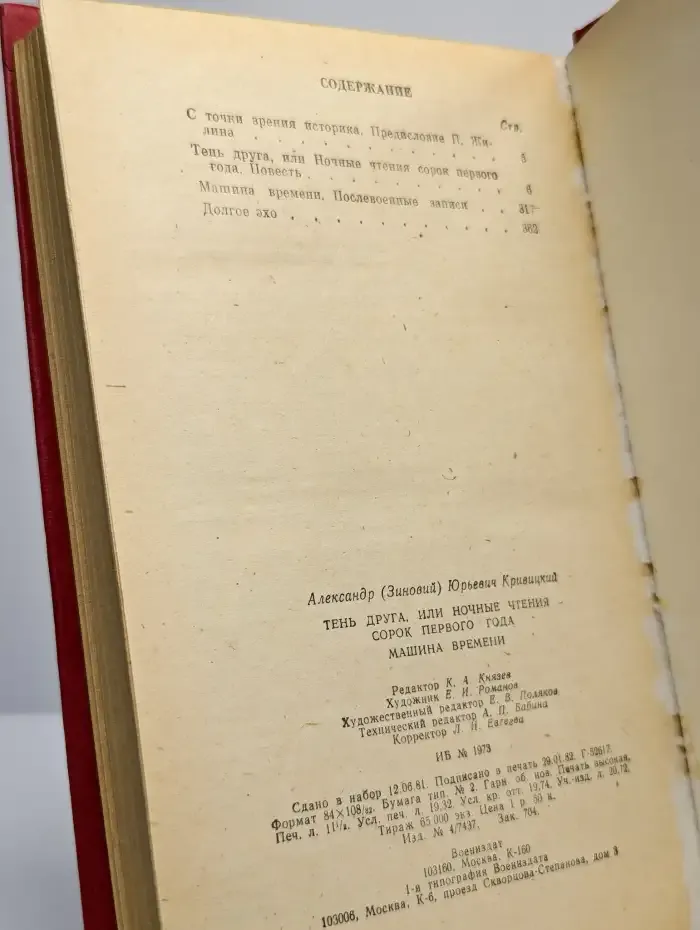 СОДЕРЖАНИЕ
Стр.
С точки зрения историка. Предисловие П. Жи-
лина . . . . . . . . . . . 5
Тень друга, или Ночные чтения сорок первого
года. Повесть . . . . . . . . . 6
Машина времени. Послевоенные записи . . 317
Долгое эхо . . . . . . . . . . 362
Александр (Зиновий) Юрьевич Кривицкий
ТЕНЬ ДРУГА, ИЛИ НОЧНЫЕ ЧТЕНИЯ
СОРОК ПЕРВОГО ГОДА
МАШИНА ВРЕМЕНИ
Редактор К. А. Князев
Художник Е. И. Романов
Художественный редактор Е. В. Поляков
Технический редактор А. П. Бабина
Корректор Л. И. Евгеева
ИБ № 1973
Сдано в набор 12.06.81. Подписано в печать 29.01.82. Г-52617.
Формат 84×108/32. Бумага тип. № 2. Гарн. об. нов. Печать высокая.
Печ. л. 11½. Усл. печ. л. 19,32. Усл. кр. отт. 19,74. Уч.-изд. л. 20,12.
Тираж 65 000 экз. Цена 1 р. 50 к.
Изд. № 4/7437. Зак. 704.
Воениздат
103160, Москва, К-160
1-я типография Воениздата
103006, Москва, К-6, проезд Скворцова-Степанова, дом 3